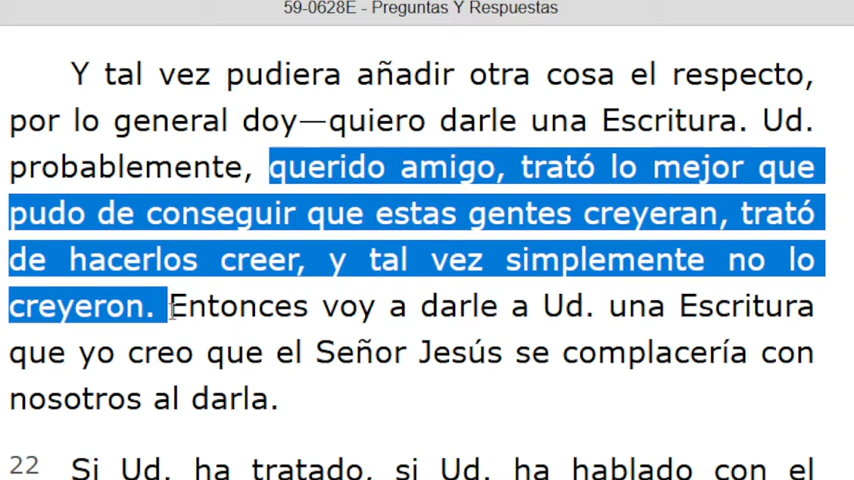 59-0628E - Preguntas Y Respuestas
Y tal vez pudiera añadir otra cosa el respecto,
por lo general doy—quiero darle una Escritura. Ud.
probablemente, querido amigo, trató lo mejor que
pudo de conseguir que estas gentes creyeran, trató
de hacerlos creer, y tal vez simplemente no lo
creyeron. Entonces voy a darle a Ud. una Escritura
que yo creo que el Señor Jesús se complacería con
nosotros al darla.
22 Si Ud. ha tratado, si Ud. ha hablado con el